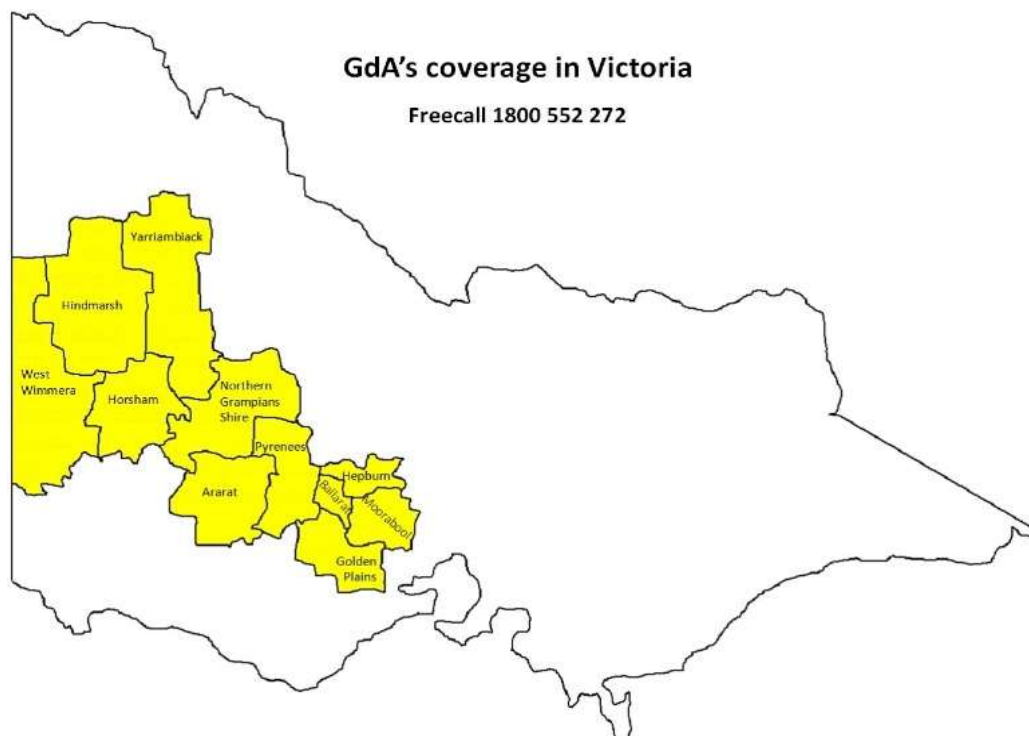 GdA's coverage in Victoria
Freecall 1800 552 272
Yarriambiack
Hindmarsh
West
Wimmera
Horsham
Northern
Grampians
Shire
Pyrenees
Ararat
Hepburn
Ballarat
Moorabool
Golden
Plains